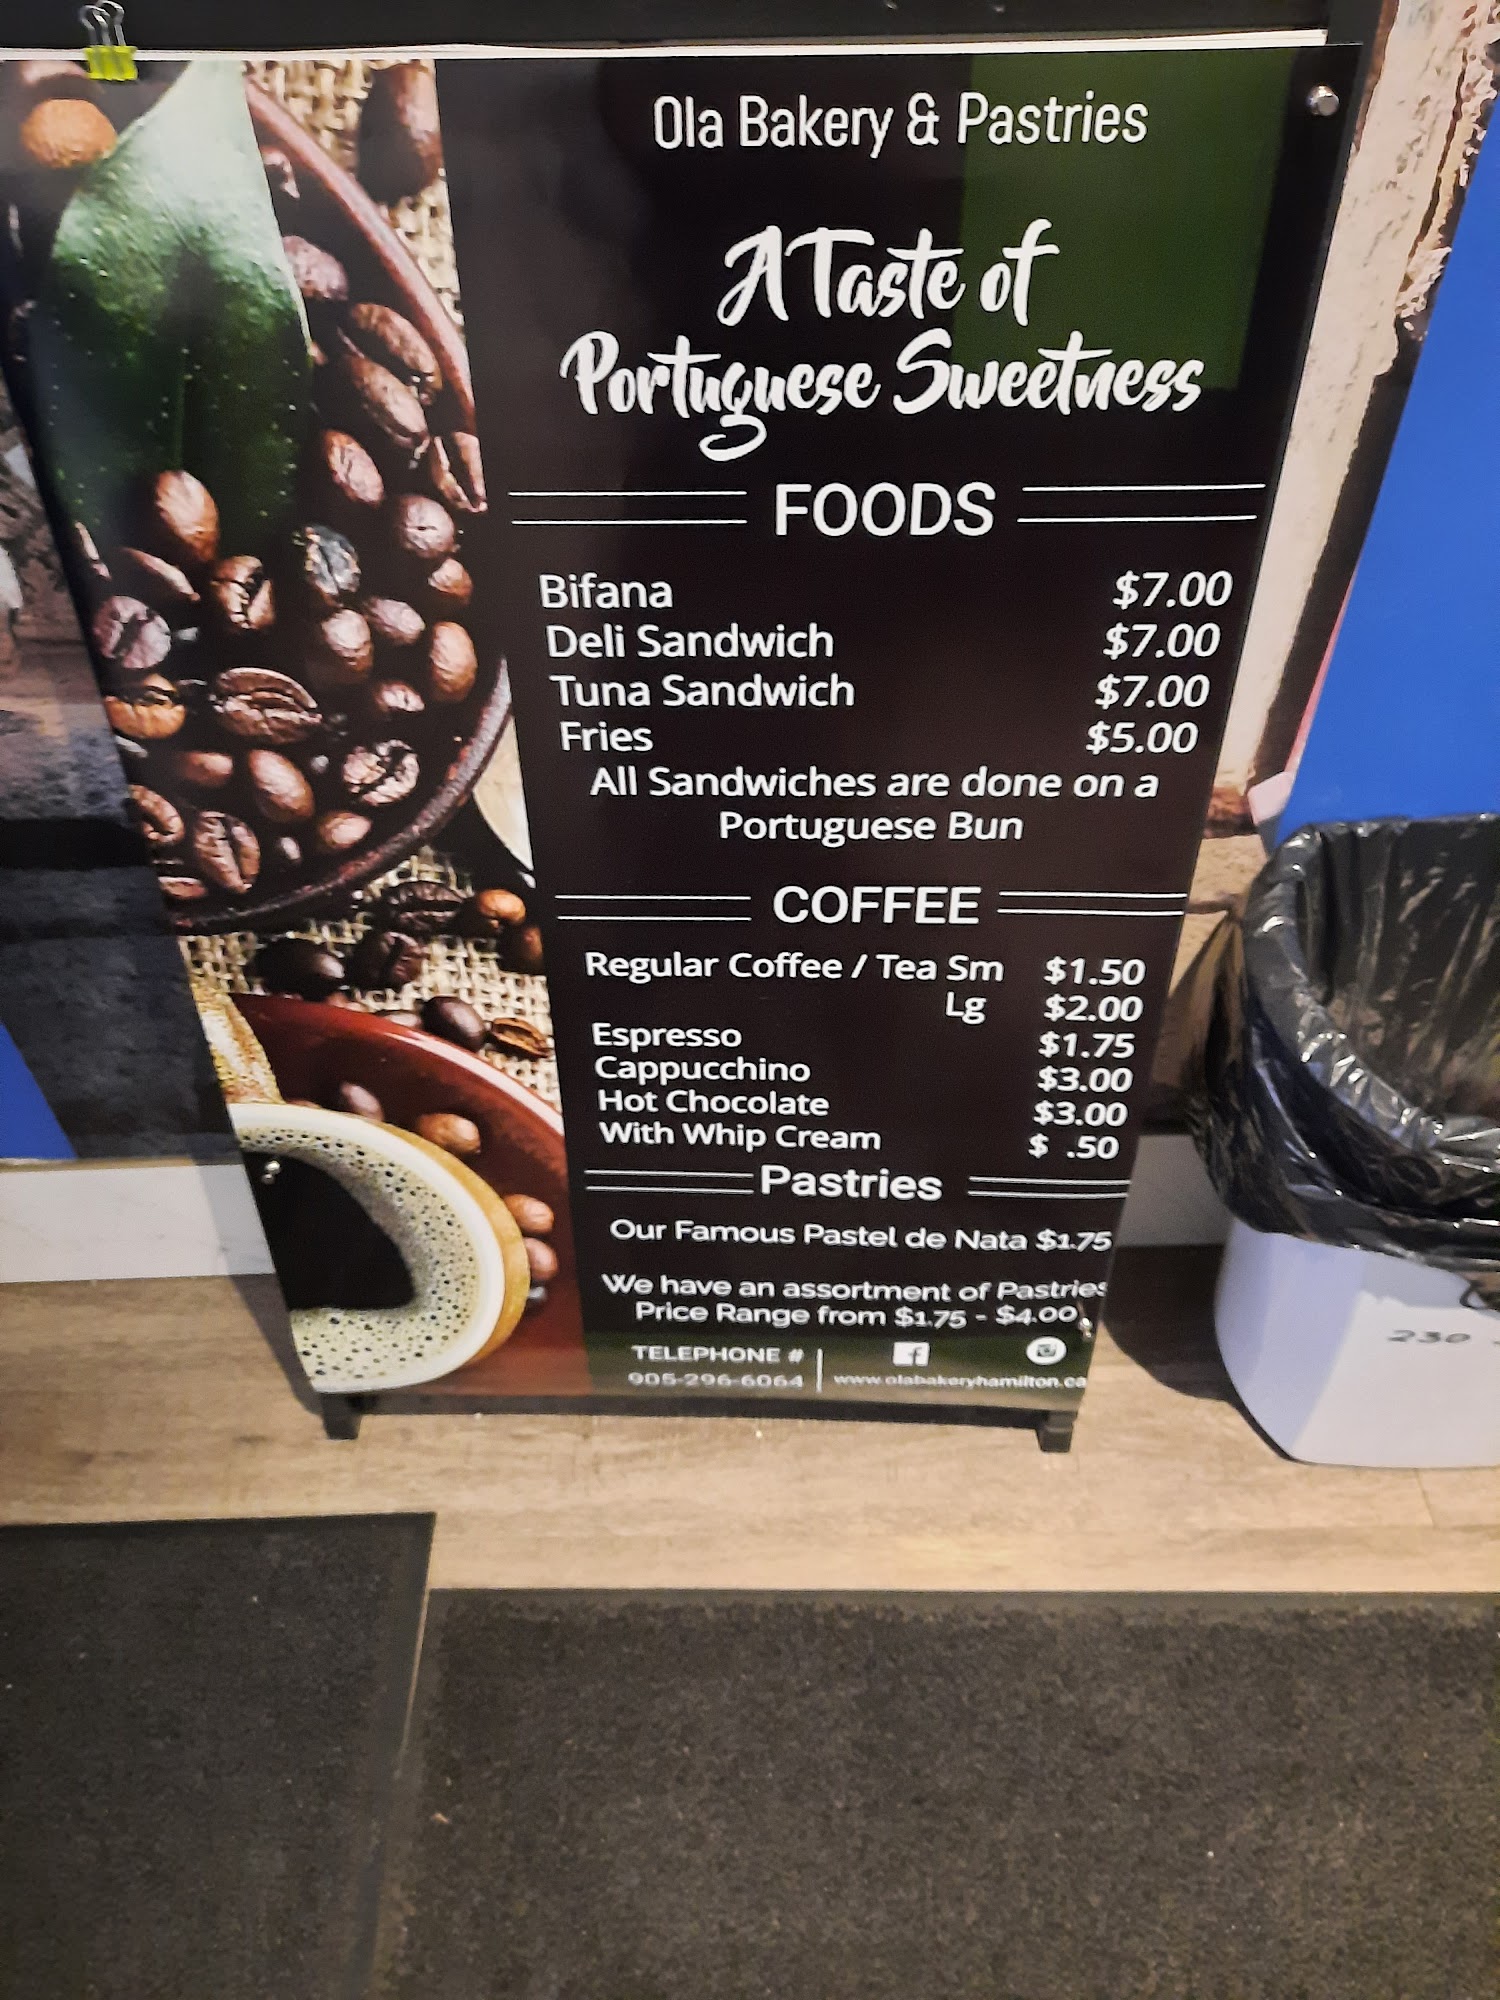 Ola Bakery & Pastries
A Taste of
Portuguese Sweetness
FOODS
Bifana $7.00
Deli Sandwich $7.00
Tuna Sandwich $7.00
Fries $5.00
All Sandwiches are done on a
Portuguese Bun
COFFEE
Regular Coffee / Tea Sm $1.50
Lg $2.00
Espresso $1.75
Cappucchino $3.00
Hot Chocolate $3.00
With Whip Cream $ .50
Pastries
Our Famous Pastel de Nata $1.75
We have an assortment of Pastries
Price Range from $1.75 - $4.00
TELEPHONE #
905-296-6064
www.olabakeryhamilton.ca
230